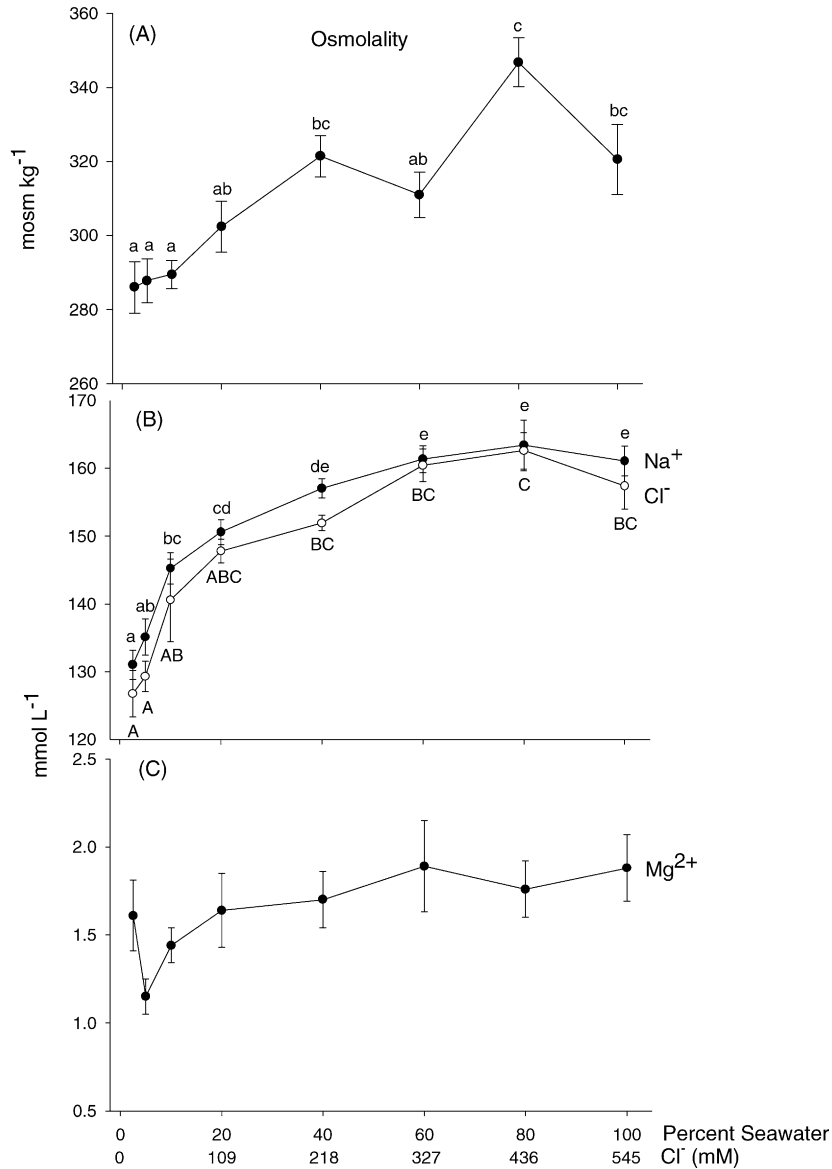 360
(A)
Osmolality
c
340
bc
bc
mosm kg-1
320
ab
ab
300
a a a
280
260
170
(B)
e
e
e
Na+
160
de
Cl-
BC
C
BC
cd
150
bc
BC
ABC
140
ab
a
AB
130
A
A
120
mmol L-1
2.5
(C)
2.0
Mg2+
1.5
1.0
0.5
0 20 40 60 80 100 Percent Seawater
0 109 218 327 436 545 Cl- (mM)